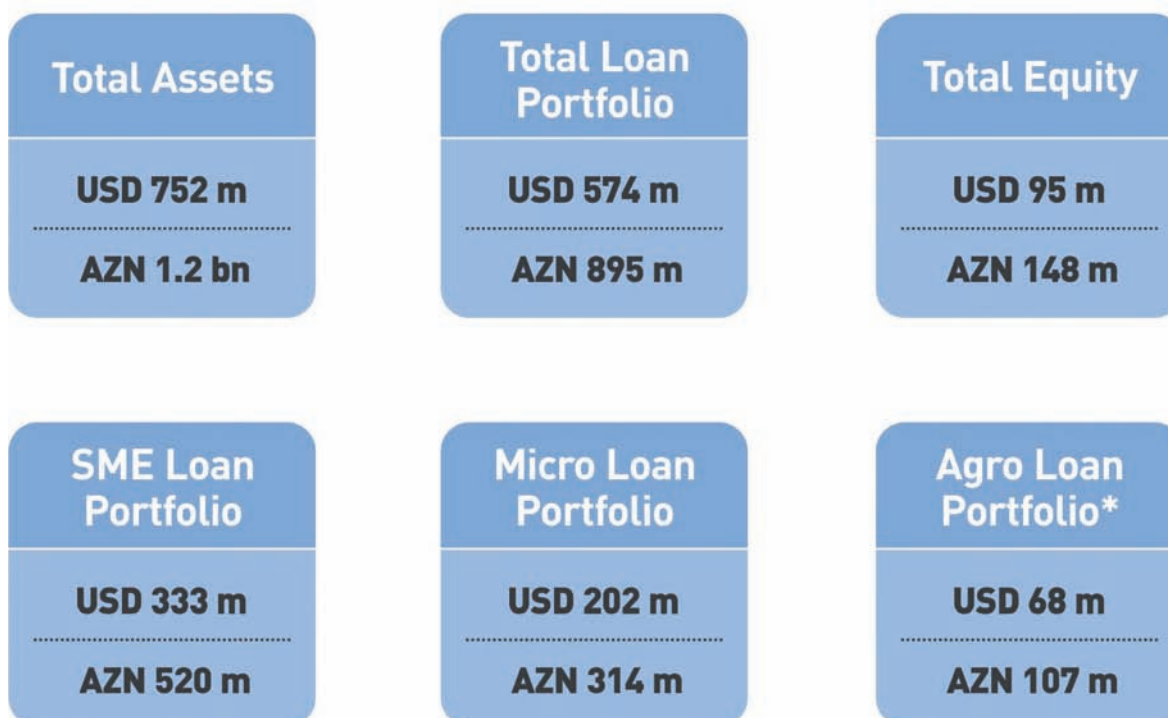 Total Assets
USD 752 m
AZN 1.2 bn
Total Loan
Portfolio
USD 574 m
AZN 895 m
Total Equity
USD 95 m
AZN 148 m
SME Loan
Portfolio
USD 333 m
AZN 520 m
Micro Loan
Portfolio
USD 202 m
AZN 314 m
Agro Loan
Portfolio*
USD 68 m
AZN 107 m